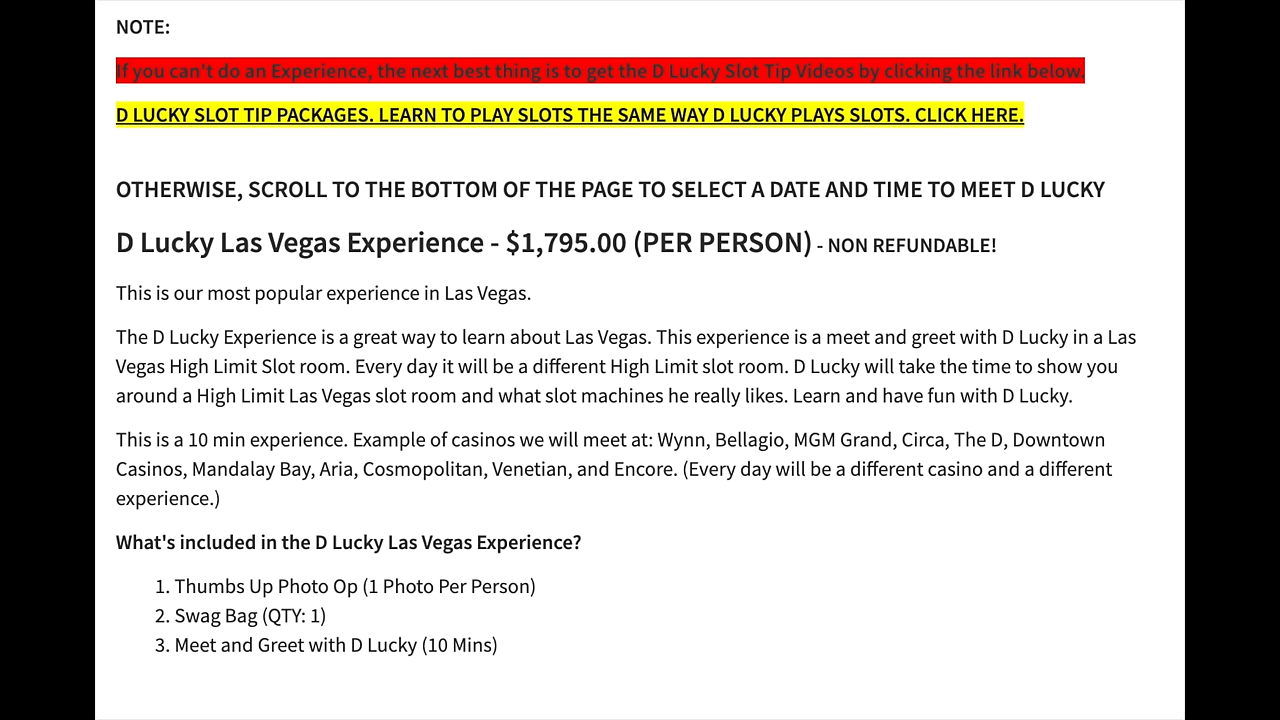 NOTE:
If you can't do an Experience, the next best thing is to get the D Lucky Slot Tip Videos by clicking the link below.
D LUCKY SLOT TIP PACKAGES. LEARN TO PLAY SLOTS THE SAME WAY D LUCKY PLAYS SLOTS. CLICK HERE.
OTHERWISE, SCROLL TO THE BOTTOM OF THE PAGE TO SELECT A DATE AND TIME TO MEET D LUCKY
D Lucky Las Vegas Experience - $1,795.00 (PER PERSON) - NON REFUNDABLE!
This is our most popular experience in Las Vegas.
The D Lucky Experience is a great way to learn about Las Vegas. This experience is a meet and greet with D Lucky in a Las
Vegas High Limit Slot room. Every day it will be a different High Limit slot room. D Lucky will take the time to show you
around a High Limit Las Vegas slot room and what slot machines he really likes. Learn and have fun with D Lucky.
This is a 10 min experience. Example of casinos we will meet at: Wynn, Bellagio, MGM Grand, Circa, The D, Downtown
Casinos, Mandalay Bay, Aria, Cosmopolitan, Venetian, and Encore. (Every day will be a different casino and a different
experience.)
What's included in the D Lucky Las Vegas Experience?
1. Thumbs Up Photo Op (1 Photo Per Person)
2. Swag Bag (QTY: 1)
3. Meet and Greet with D Lucky (10 Mins)